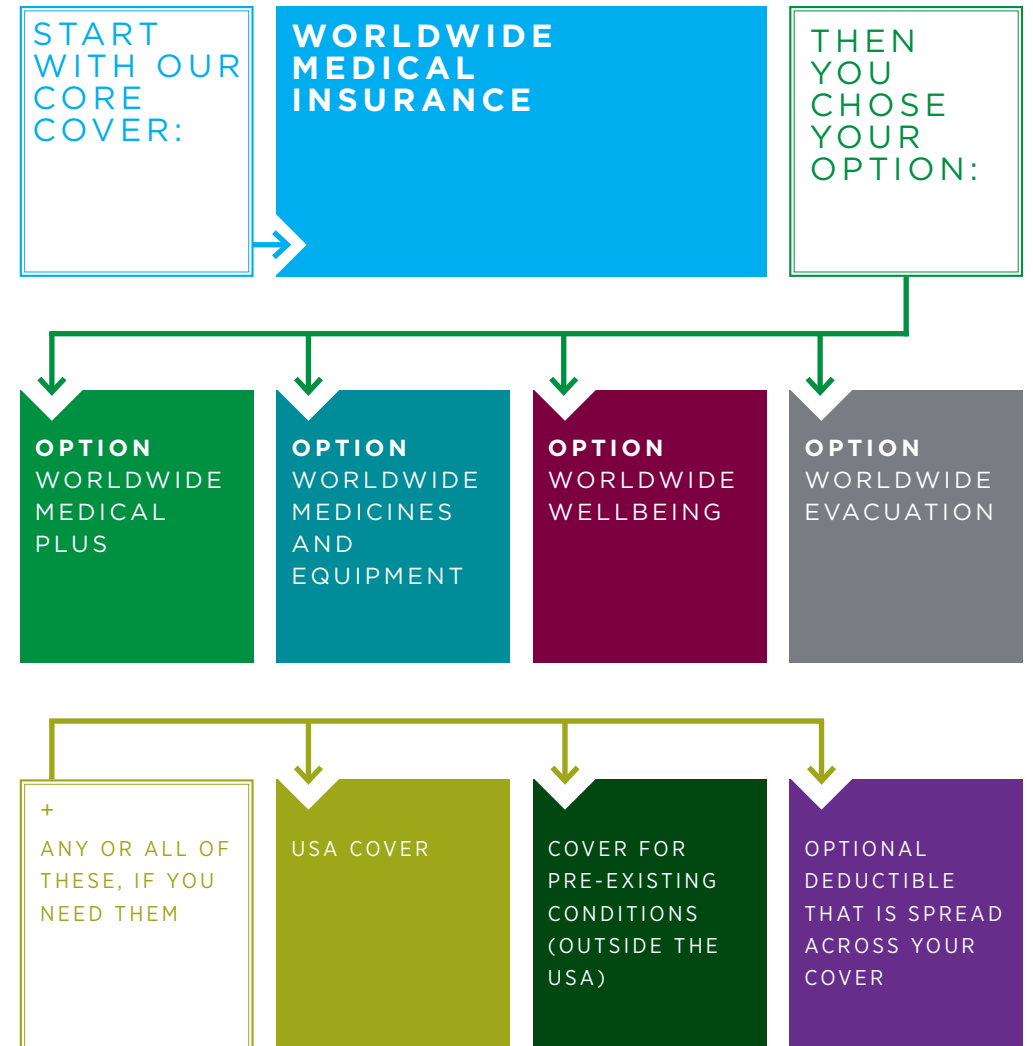 START
WITH OUR
CORE
COVER:
WORLDWIDE
MEDICAL
INSURANCE
THEN
YOU
CHOSE
YOUR
OPTION:
OPTION
WORLDWIDE
MEDICAL
PLUS
OPTION
WORLDWIDE
MEDICINES
AND
EQUIPMENT
OPTION
WORLDWIDE
WELLBEING
OPTION
WORLDWIDE
EVACUATION
+
ANY OR ALL OF
THESE, IF YOU
NEED THEM
USA COVER
COVER FOR
PRE-EXISTING
CONDITIONS
(OUTSIDE THE
USA)
OPTIONAL
DEDUCTIBLE
THAT IS SPREAD
ACROSS YOUR
COVER